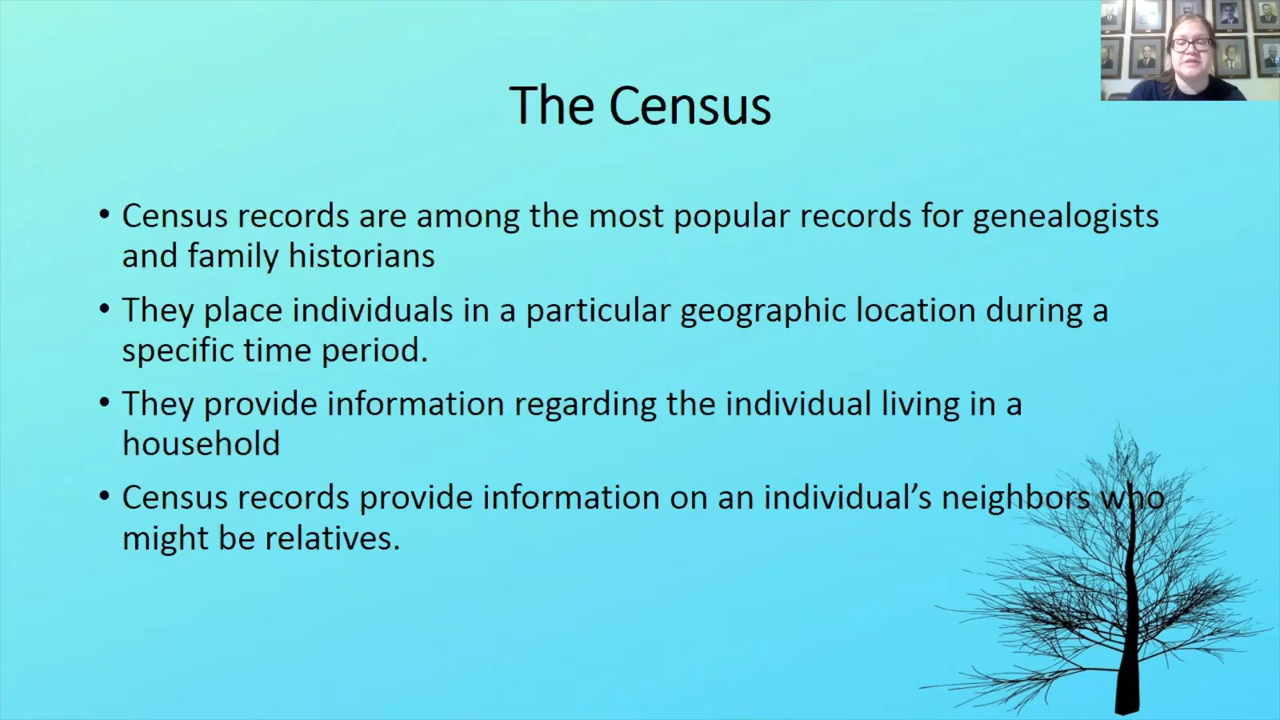 The Census
• Census records are among the most popular records for genealogists
and family historians
• They place individuals in a particular geographic location during a
specific time period.
• They provide information regarding the individual living in a
household
• Census records provide information on an individual’s neighbors who
might be relatives.